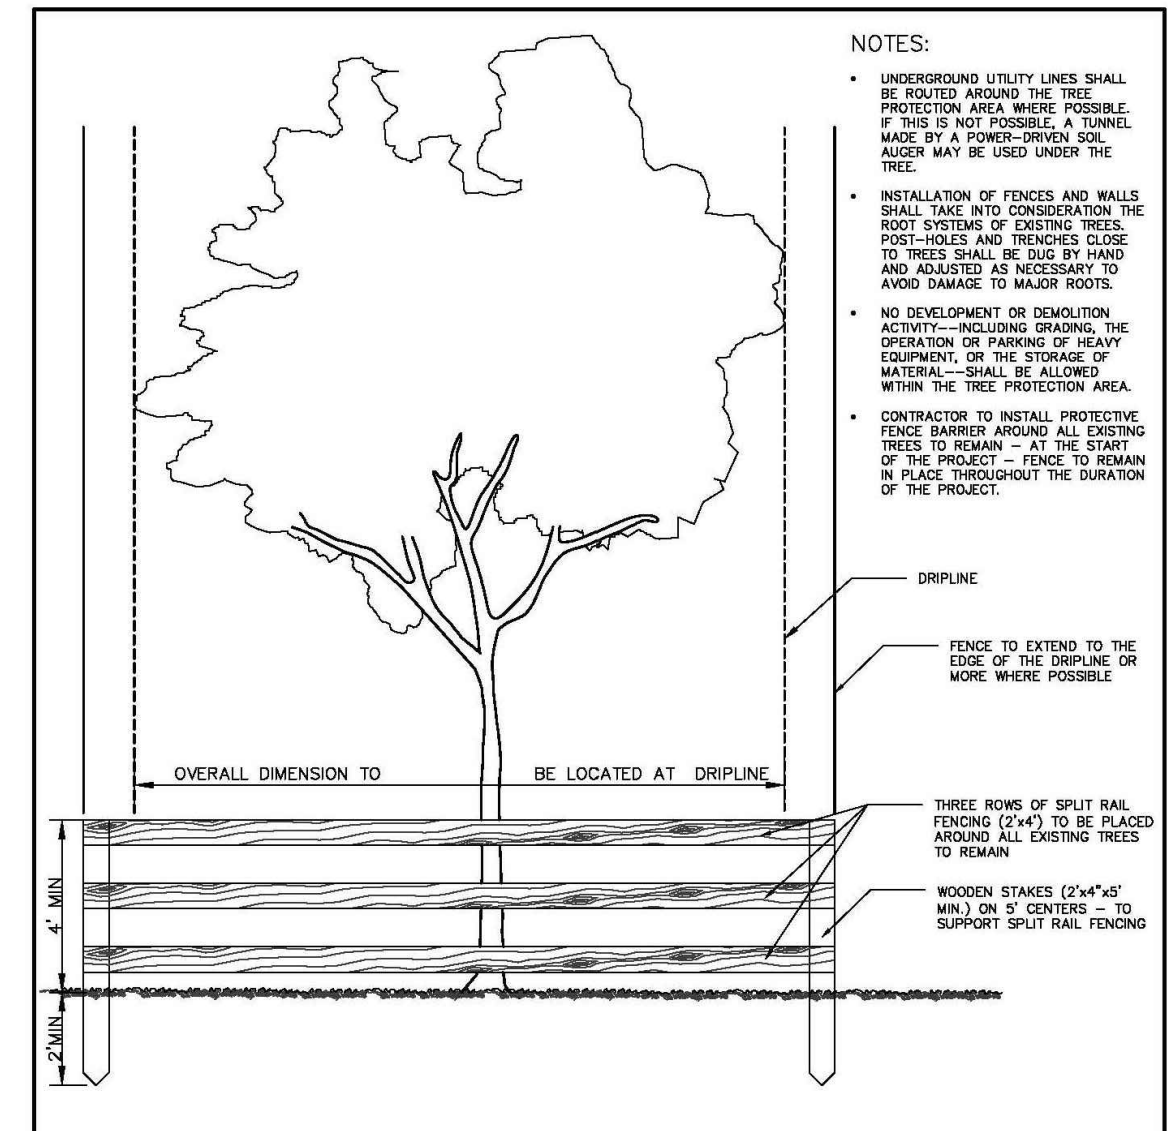 NOTES:
• UNDERGROUND UTILITY LINES SHALL
BE ROUTED AROUND THE TREE
PROTECTION AREA WHERE POSSIBLE.
IF THIS IS NOT POSSIBLE, A TUNNEL
MADE BY A POWER-DRIVEN SOIL
AUGER MAY BE USED UNDER THE
TREE.
• INSTALLATION OF FENCES AND WALLS
SHALL TAKE INTO CONSIDERATION THE
ROOT SYSTEMS OF EXISTING TREES.
POST-HOLES AND TRENCHES CLOSE
TO TREES SHALL BE DUG BY HAND
AND ADJUSTED AS NECESSARY TO
AVOID DAMAGE TO MAJOR ROOTS.
• NO DEVELOPMENT OR DEMOLITION
ACTIVITY--INCLUDING GRADING, THE
OPERATION OR PARKING OF HEAVY
EQUIPMENT, OR THE STORAGE OF
MATERIAL--SHALL BE ALLOWED
WITHIN THE TREE PROTECTION AREA.
• CONTRACTOR TO INSTALL PROTECTIVE
FENCE BARRIER AROUND ALL EXISTING
TREES TO REMAIN - AT THE START
OF THE PROJECT - FENCE TO REMAIN
IN PLACE THROUGHOUT THE DURATION
OF THE PROJECT.
DRIPLINE
FENCE TO EXTEND TO THE
EDGE OF THE DRIPLINE OR
MORE WHERE POSSIBLE
OVERALL DIMENSION TO BE LOCATED AT DRIPLINE
THREE ROWS OF SPLIT RAIL
FENCING (2'x4') TO BE PLACED
AROUND ALL EXISTING TREES
TO REMAIN
WOODEN STAKES (2'x4"x5'
MIN.) ON 5' CENTERS - TO
SUPPORT SPLIT RAIL FENCING
4' MIN
2'MIN